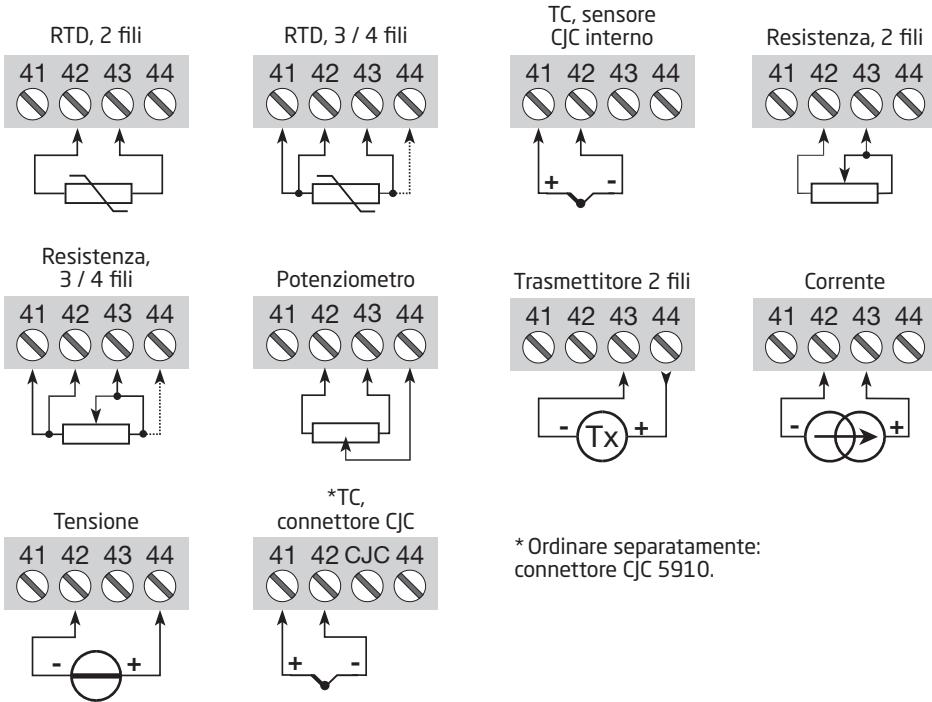 RTD, 2 fili
41 42 43 44
RTD, 3 / 4 fili
41 42 43 44
TC, sensore
CJC interno
41 42 43 44
+ -
Resistenza, 2 fili
41 42 43 44
Resistenza,
3 / 4 fili
41 42 43 44
Potenziometro
41 42 43 44
Trasmettitore 2 fili
41 42 43 44
- Tx +
Corrente
41 42 43 44
- +
Tensione
41 42 43 44
- +
*TC,
connettore CJC
41 42 CJC 44
+ -
* Ordinare separatamente:
connettore CJC 5910.